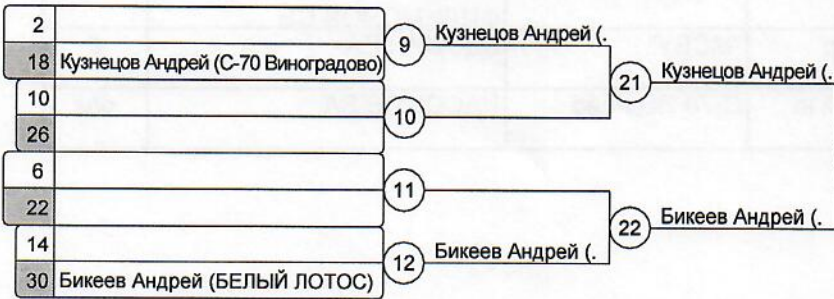 2
18 Кузнецов Андрей (С-70 Виноградово)
9 Кузнецов Андрей (.
21 Кузнецов Андрей (.
10
26
10
6
22
11
22 Бикеев Андрей (.
14
30 Бикеев Андрей (БЕЛЫЙ ЛОТОС)
12 Бикеев Андрей (.